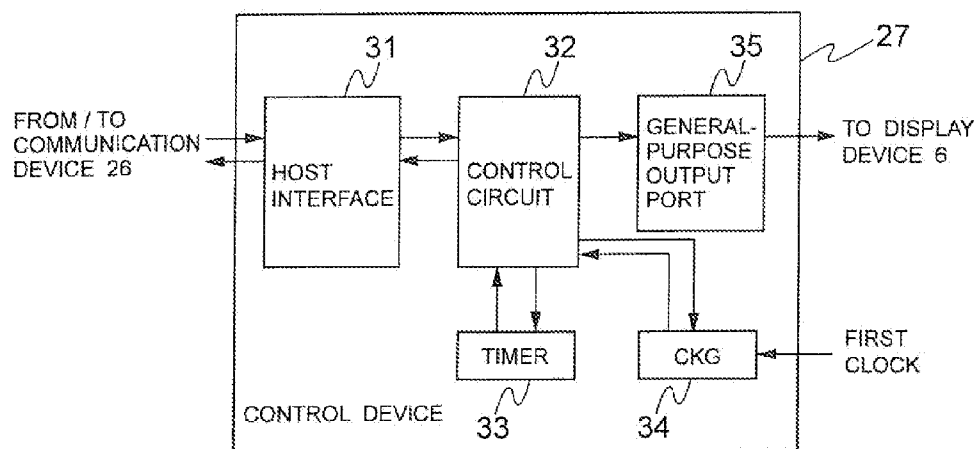 31
32
35
27
FROM / TO
COMMUNICATION
DEVICE 26
HOST
INTERFACE
CONTROL
CIRCUIT
GENERAL-
PURPOSE
OUTPUT
PORT
TO DISPLAY
DEVICE 6
TIMER
CKG
FIRST
CLOCK
CONTROL DEVICE
33
34